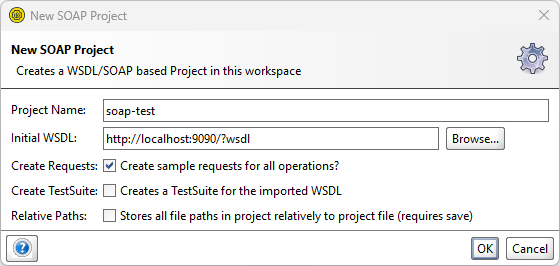 New SOAP Project
New SOAP Project
Creates a WSDL/SOAP based Project in this workspace
Project Name: soap-test
Initial WSDL: http://localhost:9090/?wsdl Browse...
Create Requests: Create sample requests for all operations?
Create TestSuite: Creates a TestSuite for the imported WSDL
Relative Paths: Stores all file paths in project relatively to project file (requires save)
? OK Cancel